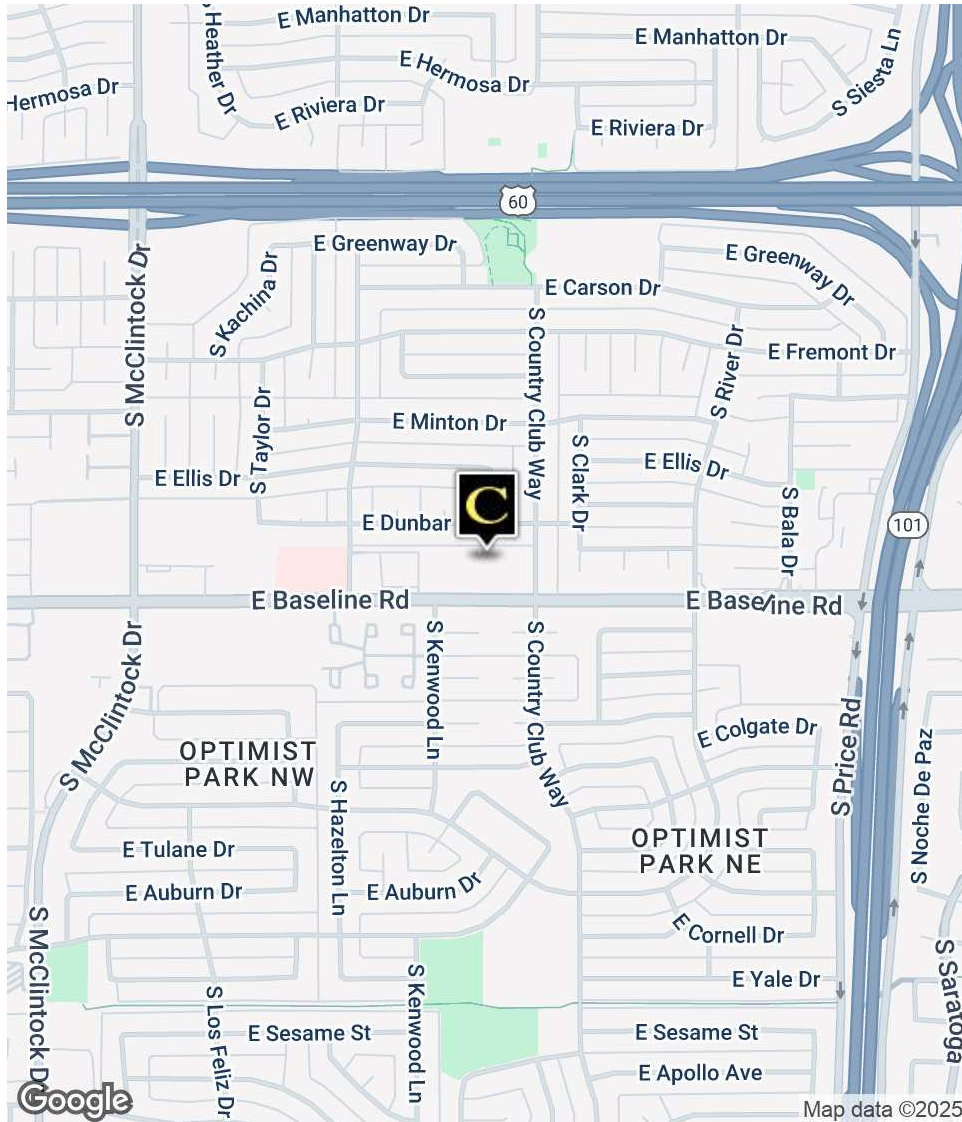 E Manhatton Dr
E Manhatton Dr
S Heather Dr
S Siesta Ln
E Hermosa Dr
Hermosa Dr
E Riviera Dr
E Riviera Dr
60
S McClintock Dr
E Greenway Dr
E Greenway Dr
S Kachina Dr
E Carson Dr
S Country Club Way
S River Dr
E Fremont Dr
S Taylor Dr
E Minton Dr
S Clark Dr
E Ellis Dr
E Ellis Dr
S Bala Dr
C
E Dunbar
101
E Baseline Rd
E Baseline Rd
S McClintock Dr
S Kenwood Ln
S Country Club Way
S Price Rd
E Colgate Dr
S Noche De Paz
OPTIMIST
PARK NW
S Hazelton Ln
OPTIMIST
PARK NE
E Tulane Dr
E Auburn Dr
E Auburn Dr
S McClintock Dr
E Cornell Dr
S Saratoga
E Yale Dr
S Los Feliz Dr
S Kenwood Ln
E Sesame St
E Sesame St
E Apollo Ave
Google
Map data ©2025